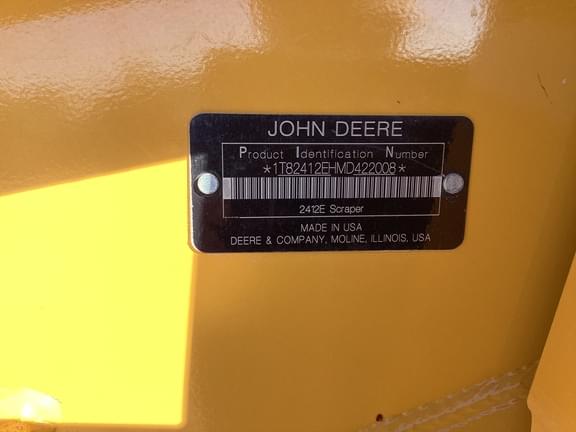 JOHN DEERE
Product Identification Number
*1T82412EHMD422008*
2412E Scraper
MADE IN USA
DEERE & COMPANY, MOLINE, ILLINOIS, USA